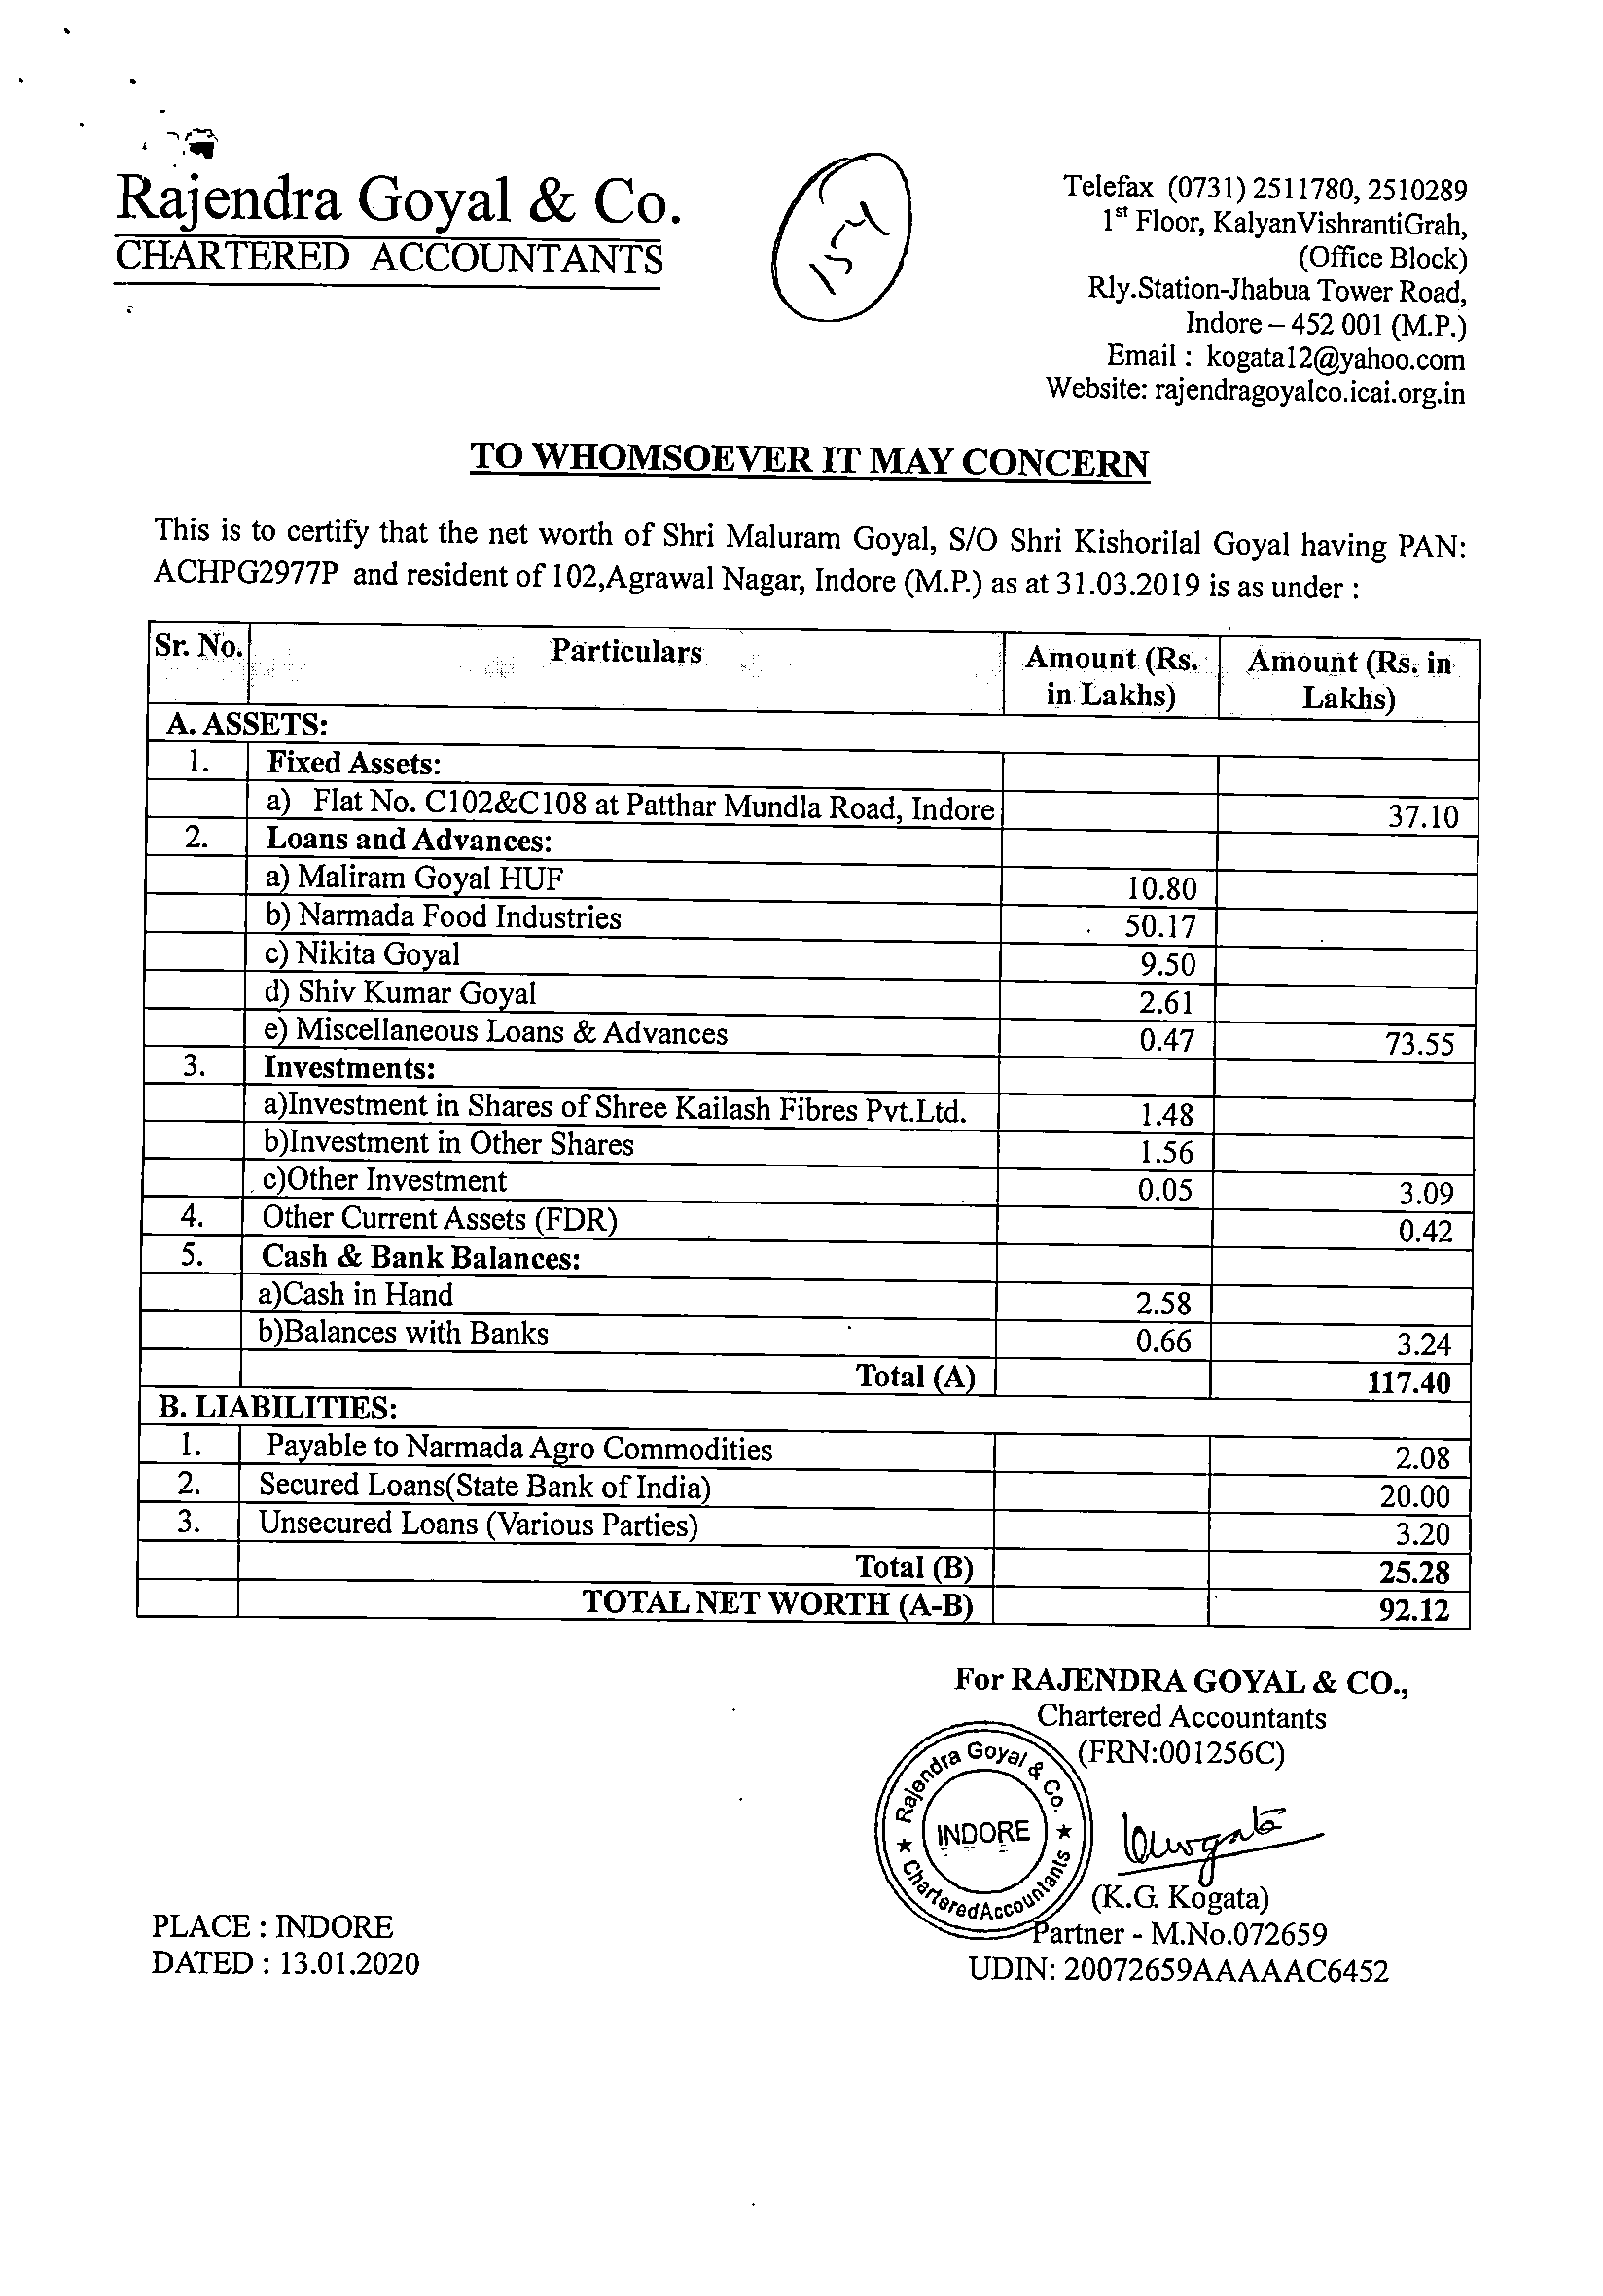 Rajendra Goyal & Co.
CHARTERED ACCOUNTANTS
Telefax (0731) 2511780, 2510289
1st Floor, KalyanVishrantiGrah,
(Office Block)
Rly.Station-Jhabua Tower Road,
Indore – 452 001 (M.P.)
Email : kogata12@yahoo.com
Website: rajendragoyalco.icai.org.in
TO WHOMSOEVER IT MAY CONCERN
This is to certify that the net worth of Shri Maluram Goyal, S/O Shri Kishorilal Goyal having PAN:
ACHPG2977P and resident of 102,Agrawal Nagar, Indore (M.P.) as at 31.03.2019 is as under :
Sr. No. Particulars Amount (Rs. in Lakhs) Amount (Rs. in Lakhs)
A. ASSETS:
1. Fixed Assets:
a) Flat No. C102&C108 at Patthar Mundla Road, Indore 37.10
2. Loans and Advances:
a) Maliram Goyal HUF 10.80
b) Narmada Food Industries 50.17
c) Nikita Goyal 9.50
d) Shiv Kumar Goyal 2.61
e) Miscellaneous Loans & Advances 0.47 73.55
3. Investments:
a)Investment in Shares of Shree Kailash Fibres Pvt.Ltd. 1.48
b)Investment in Other Shares 1.56
c)Other Investment 0.05 3.09
4. Other Current Assets (FDR) 0.42
5. Cash & Bank Balances:
a)Cash in Hand 2.58
b)Balances with Banks 0.66 3.24
Total (A) 117.40
B. LIABILITIES:
1. Payable to Narmada Agro Commodities 2.08
2. Secured Loans(State Bank of India) 20.00
3. Unsecured Loans (Various Parties) 3.20
Total (B) 25.28
TOTAL NET WORTH (A-B) 92.12
For RAJENDRA GOYAL & CO.,
Chartered Accountants
(FRN:001256C)
Rajendra Goyal & Co.
★ INDORE ★
Chartered Accountants
(K.G. Kogata)
Partner - M.No.072659
UDIN: 20072659AAAAAC6452
PLACE : INDORE
DATED : 13.01.2020